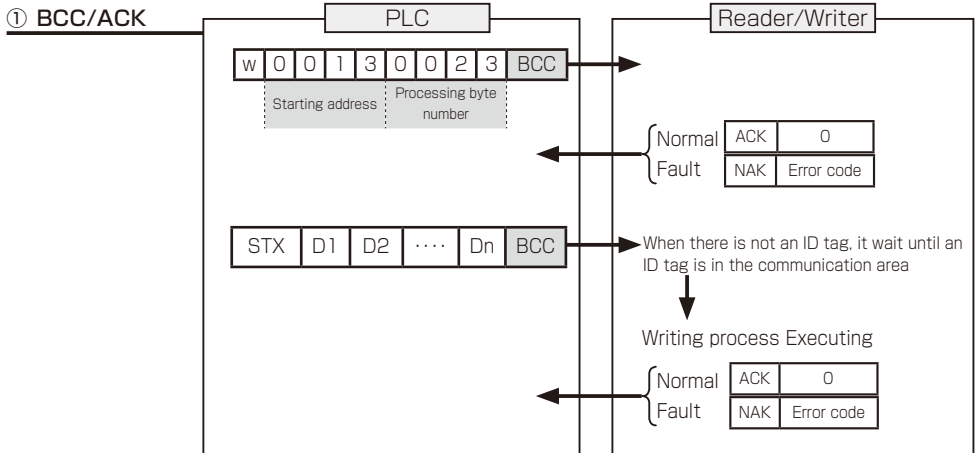 ① BCC/ACK
PLC
Reader/Writer
w 0 0 1 3 0 0 2 3 BCC
Starting address
Processing byte
number
Normal ACK 0
Fault NAK Error code
STX D1 D2 ···· Dn BCC
When there is not an ID tag, it wait until an
ID tag is in the communication area
Writing process Executing
Normal ACK 0
Fault NAK Error code